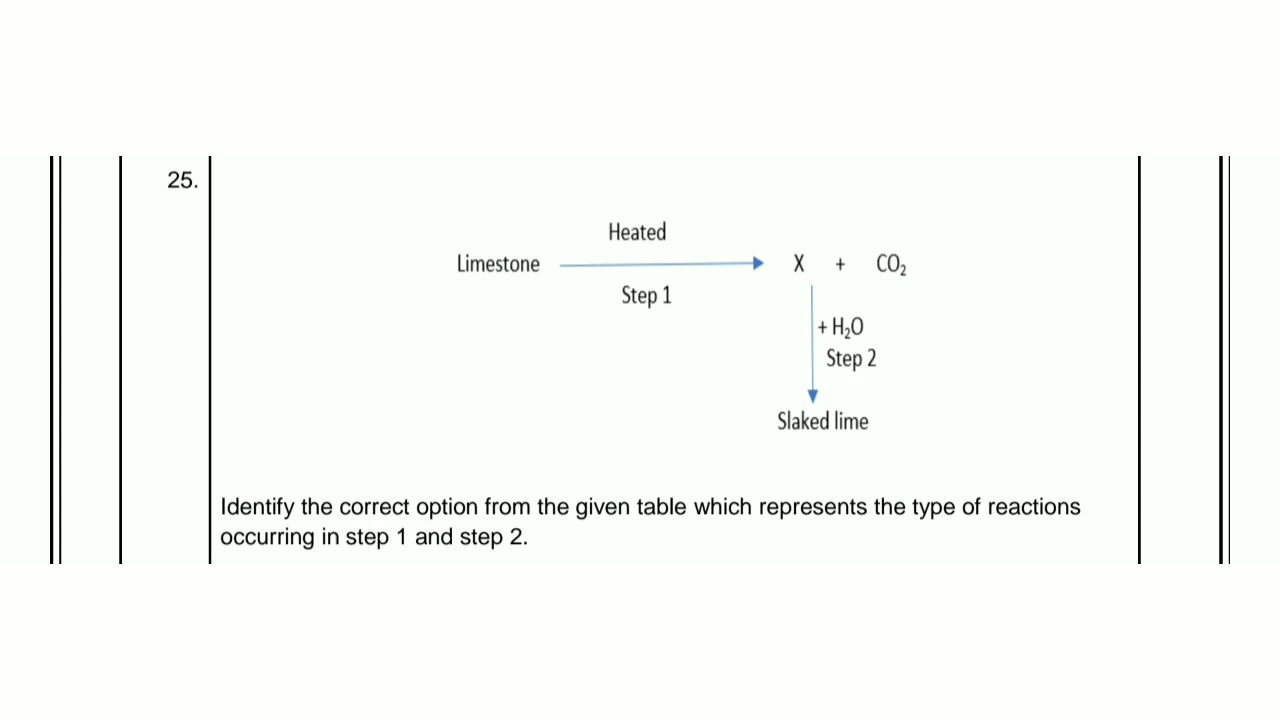 25.
Heated
Limestone X + CO₂
Step 1
+ H₂O
Step 2
Slaked lime
Identify the correct option from the given table which represents the type of reactions
occurring in step 1 and step 2.